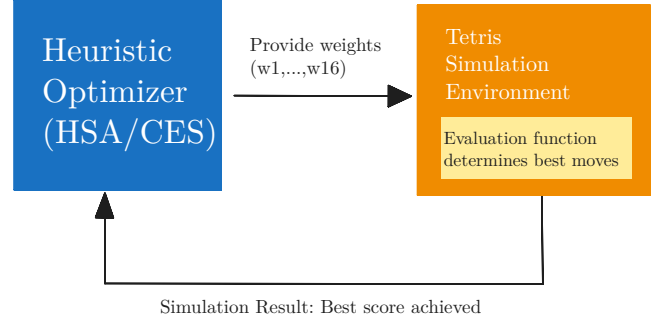 Heuristic
Optimizer
(HSA/CES)
Provide weights
(w1,...,w16)
Tetris
Simulation
Environment
Evaluation function
determines best moves
Simulation Result: Best score achieved